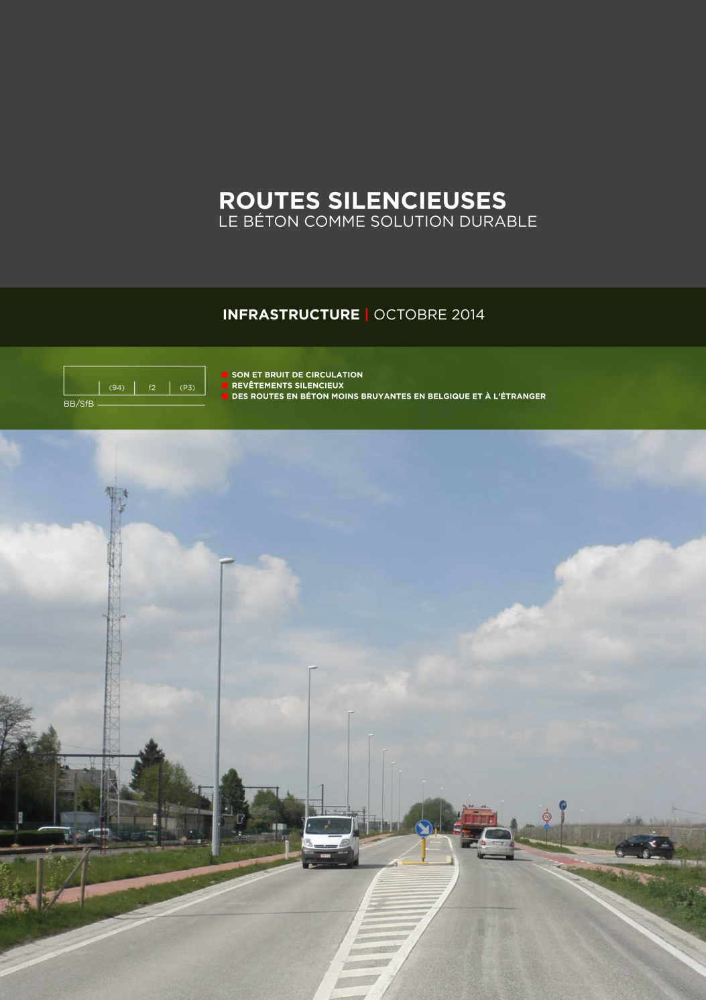 ROUTES SILENCIEUSES
LE BÉTON COMME SOLUTION DURABLE
INFRASTRUCTURE | OCTOBRE 2014
(94) f2 (P3)
BB/SfB
SON ET BRUIT DE CIRCULATION
REVÊTEMENTS SILENCIEUX
DES ROUTES EN BÉTON MOINS BRUYANTES EN BELGIQUE ET À L'ÉTRANGER
70